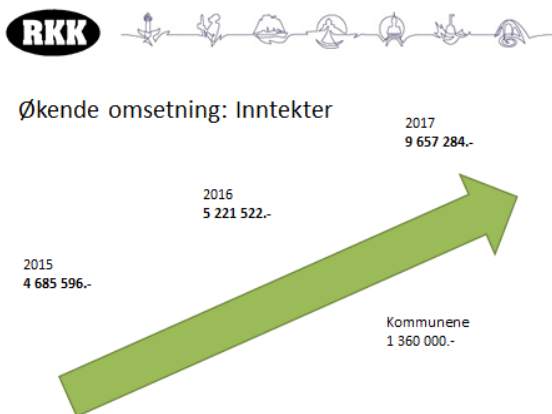 RKK
Økende omsetning: Inntekter
2017
9 657 284.-
2016
5 221 522.-
2015
4 685 596.-
Kommunene
1 360 000.-